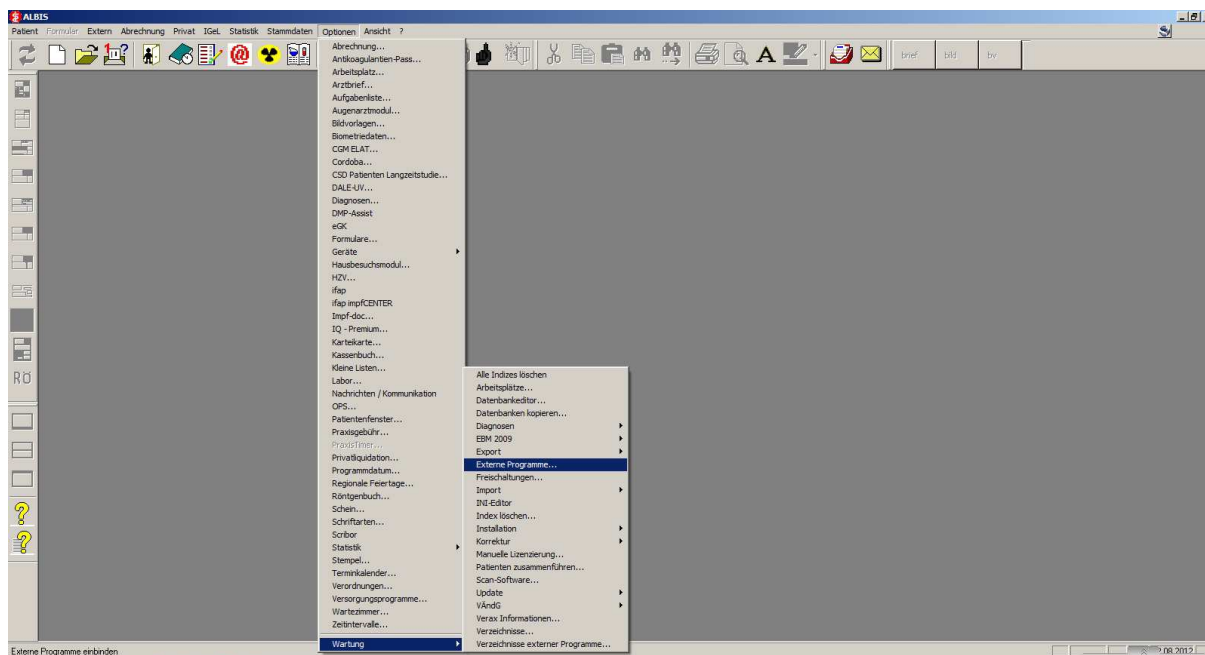 ALBIS
Patient Formular Extern Abrechnung Privat IGeL Statistik Stammdaten Optionen Ansicht ?
brief bild bv
Abrechnung...
Antikoagulantien-Pass...
Arbeitsplatz...
Arztbrief...
Aufgabenliste...
Augenarztmodul...
Bildvorlagen...
Biometriedaten...
CGM ELAT...
Cordoba...
CSD Patienten Langzeitstudie...
DALE-UV...
Diagnosen...
DMP-Assist
eGK
Formulare...
Geräte
Hausbesuchsmodul...
HZV...
ifap
ifap impfCENTER
Impf-doc...
IQ - Premium...
Karteikarte...
Kassenbuch...
Kleine Listen...
Labor...
Nachrichten / Kommunikation
OPS...
Patientenfenster...
Praxisgebühr...
PraxisTimer...
Privatliquidation...
Programmdatum...
Regionale Feiertage...
Röntgenbuch...
Schein...
Schriftarten...
Scribor
Statistik
Stempel...
Terminkalender...
Verordnungen...
Versorgungsprogramme...
Wartezimmer...
Zeitintervalle...
Wartung
Alle Indizes löschen
Arbeitsplätze...
Datenbankeditor...
Datenbanken kopieren...
Diagnosen
EBM 2009
Export
Externe Programme...
Freischaltungen...
Import
INI-Editor
Index löschen...
Installation
Korrektur
Manuelle Lizenzierung...
Patienten zusammenführen...
Scan-Software...
Update
VÄndG
Verax Informationen...
Verzeichnisse...
Verzeichnisse externer Programme...
RÖ
Externe Programme einbinden
.08.2012